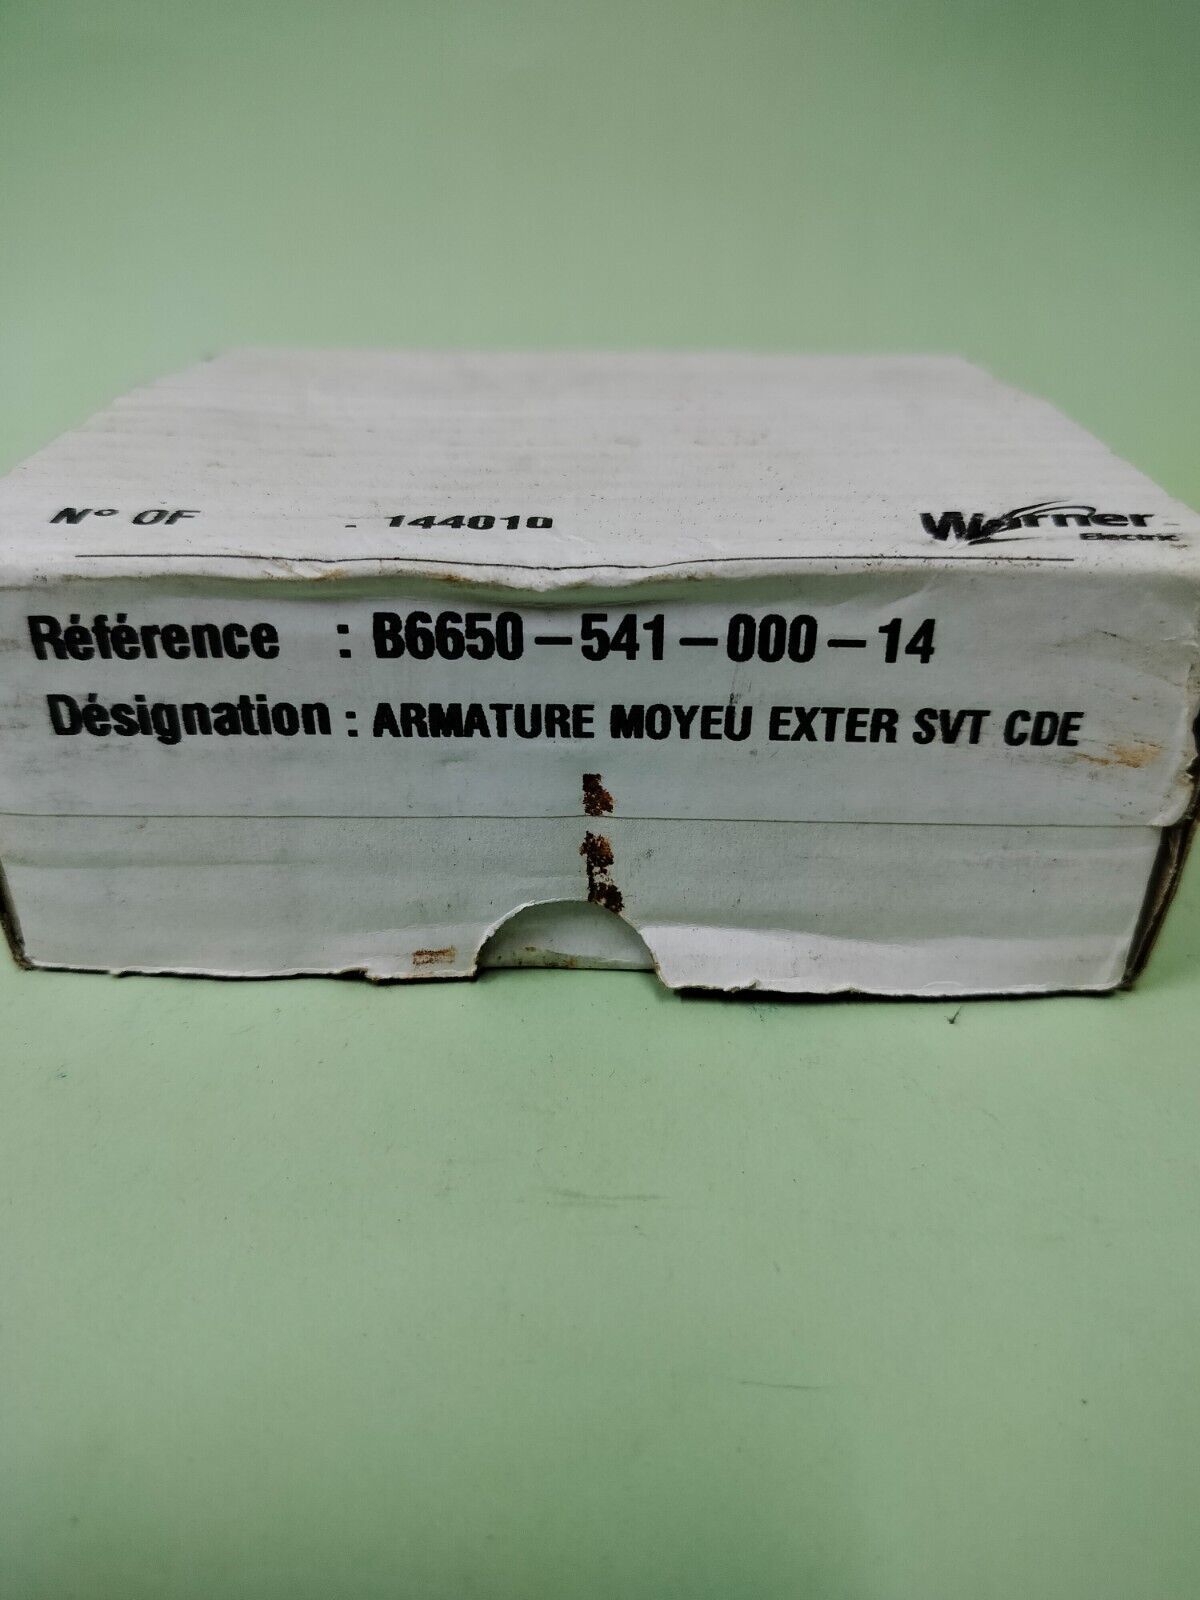 N° OF : 144010
Warner
Electric
Référence : B6650-541-000-14
Désignation : ARMATURE MOYEU EXTER SVT CDE